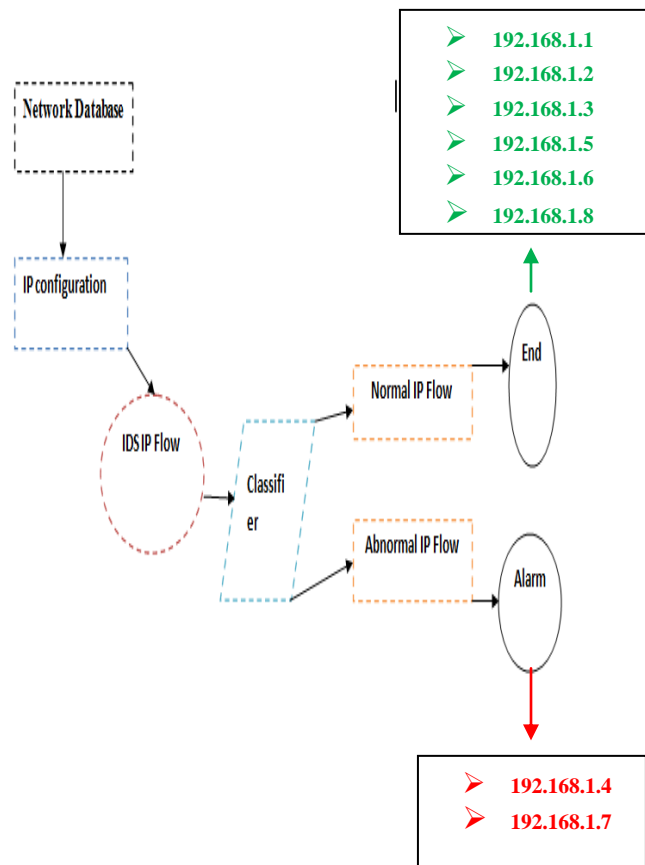 192.168.1.1
192.168.1.2
192.168.1.3
192.168.1.5
192.168.1.6
192.168.1.8
Network Database
IP configuration
IDS IP Flow
Classifi
er
Normal IP Flow
End
Abnormal IP Flow
Alarm
192.168.1.4
192.168.1.7